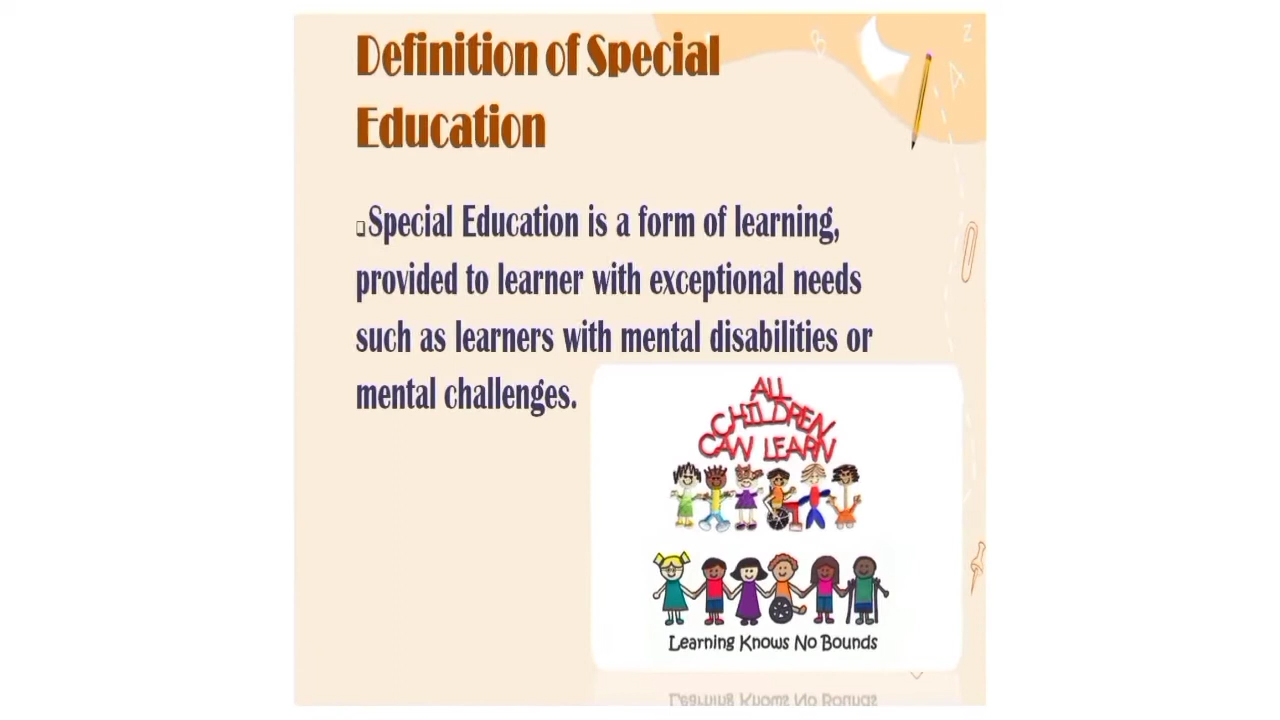 Definition of Special
Education
Special Education is a form of learning,
provided to learner with exceptional needs
such as learners with mental disabilities or
mental challenges.
ALL
CHILDREN
CAN LEARN
Learning Knows No Bounds